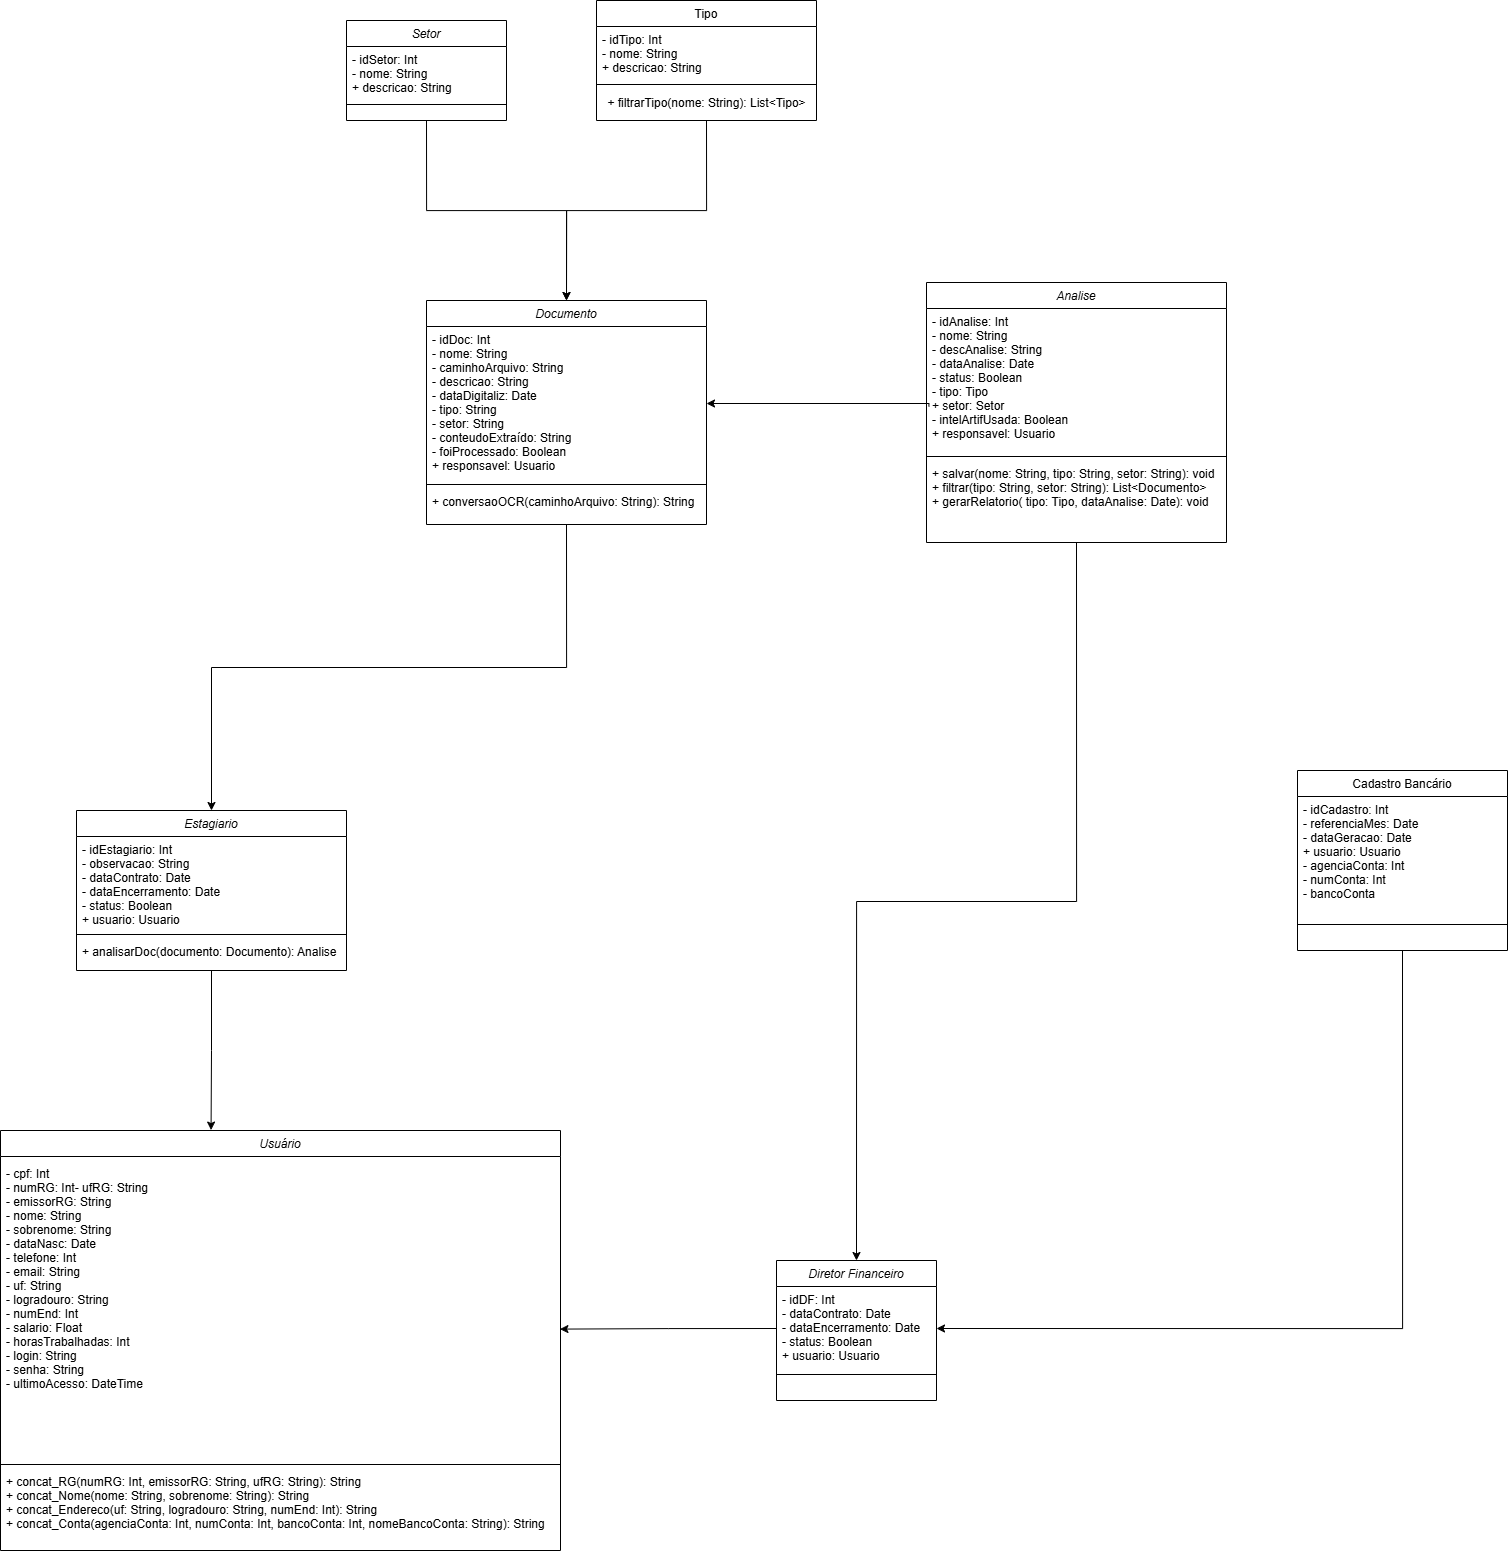 Setor
- idSetor: Int
- nome: String
+ descricao: String
Tipo
- idTipo: Int
- nome: String
+ descricao: String
+ filtrarTipo(nome: String): List<Tipo>
Documento
- idDoc: Int
- nome: String
- caminhoArquivo: String
- descricao: String
- dataDigitaliz: Date
- tipo: String
- setor: String
- conteudoExtraído: String
- foiProcessado: Boolean
+ responsavel: Usuario
+ conversaoOCR(caminhoArquivo: String): String
Analise
- idAnalise: Int
- nome: String
- descAnalise: String
- dataAnalise: Date
- status: Boolean
- tipo: Tipo
+ setor: Setor
- intelArtifUsada: Boolean
+ responsavel: Usuario
+ salvar(nome: String, tipo: String, setor: String): void
+ filtrar(tipo: String, setor: String): List<Documento>
+ gerarRelatorio( tipo: Tipo, dataAnalise: Date): void
Cadastro Bancário
- idCadastro: Int
- referenciaMes: Date
- dataGeracao: Date
+ usuario: Usuario
- agenciaConta: Int
- numConta: Int
- bancoConta
Estagiario
- idEstagiario: Int
- observacao: String
- dataContrato: Date
- dataEncerramento: Date
- status: Boolean
+ usuario: Usuario
+ analisarDoc(documento: Documento): Analise
Usuário
- cpf: Int
- numRG: Int- ufRG: String
- emissorRG: String
- nome: String
- sobrenome: String
- dataNasc: Date
- telefone: Int
- email: String
- uf: String
- logradouro: String
- numEnd: Int
- salario: Float
- horasTrabalhadas: Int
- login: String
- senha: String
- ultimoAcesso: DateTime
+ concat_RG(numRG: Int, emissorRG: String, ufRG: String): String
+ concat_Nome(nome: String, sobrenome: String): String
+ concat_Endereco(uf: String, logradouro: String, numEnd: Int): String
+ concat_Conta(agenciaConta: Int, numConta: Int, bancoConta: Int, nomeBancoConta: String): String
Diretor Financeiro
- idDF: Int
- dataContrato: Date
- dataEncerramento: Date
- status: Boolean
+ usuario: Usuario